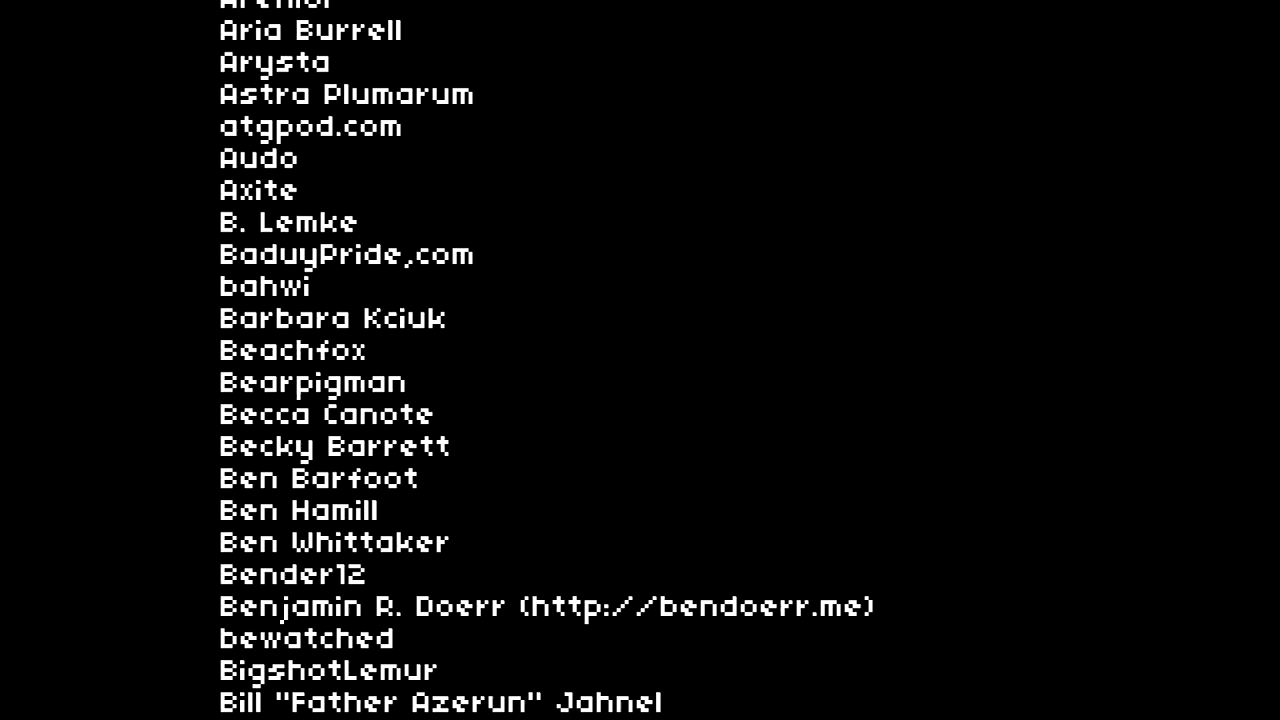 Aria Burrell
Arysta
Astra Plumarum
atgpod.com
Audo
Axite
B. Lemke
BaduyPride,com
bahwi
Barbara Kciuk
Beachfox
Bearpigman
Becca Canote
Becky Barrett
Ben Barfoot
Ben Hamill
Ben Whittaker
Bender12
Benjamin R. Doerr (http://bendoerr.me)
bewatched
BigshotLemur
Bill "Father Azerun" Jahnel